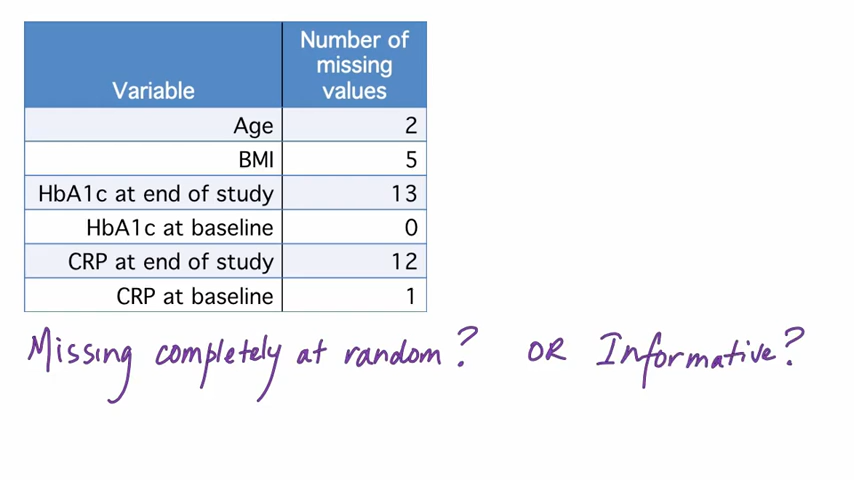 Variable Number of missing values
Age 2
BMI 5
HbA1c at end of study 13
HbA1c at baseline 0
CRP at end of study 12
CRP at baseline 1
Missing completely at random? OR Informative?